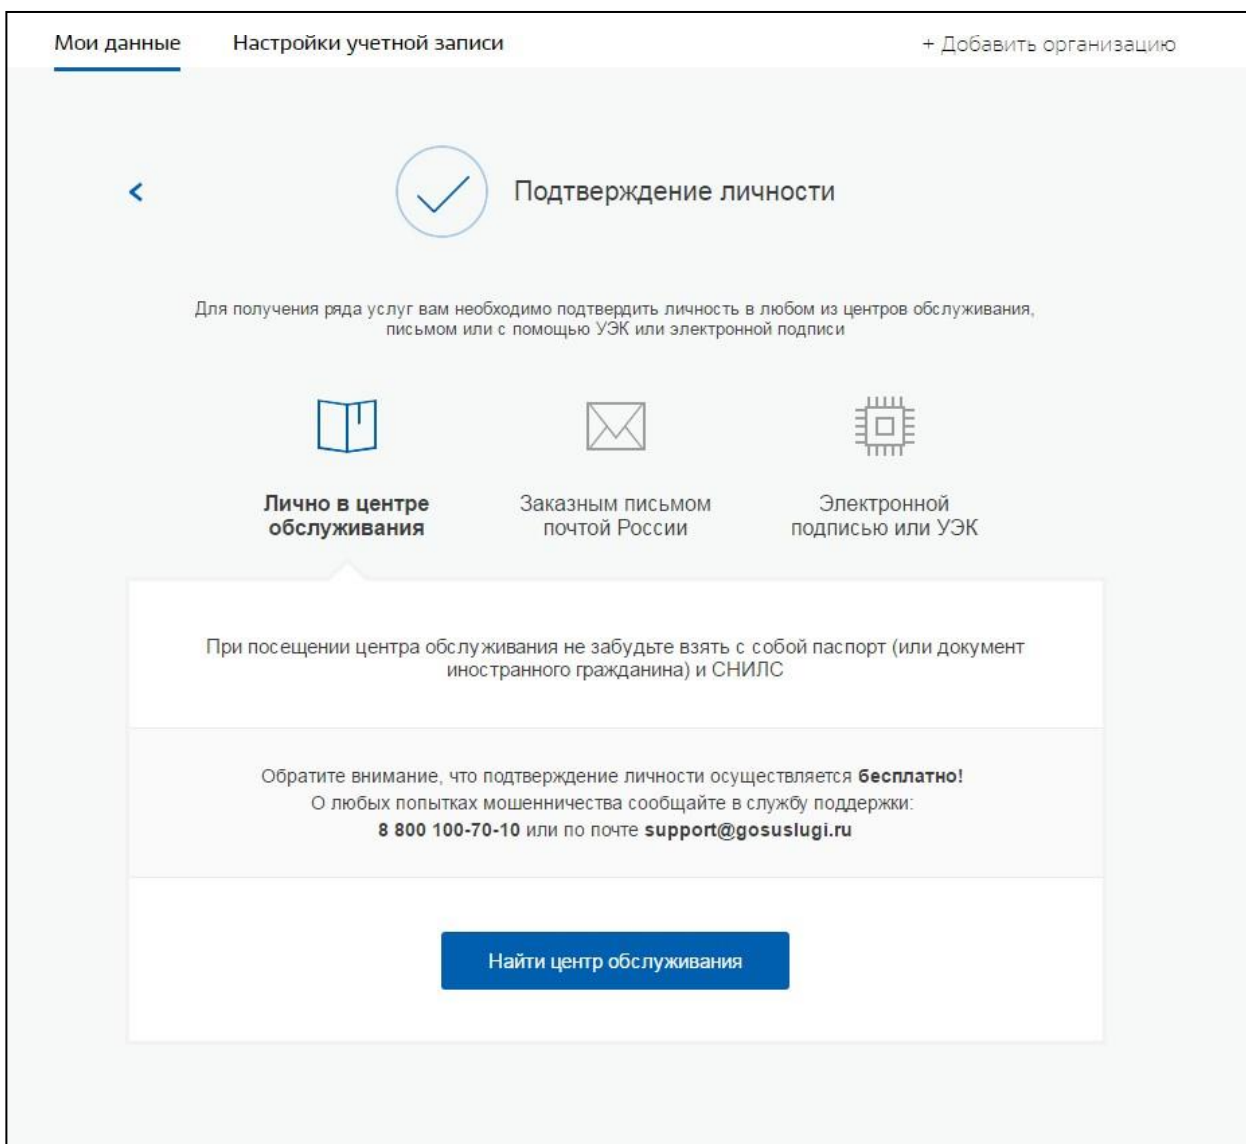 Мои данные
Настройки учетной записи
+ Добавить организацию
Подтверждение личности
Для получения ряда услуг вам необходимо подтвердить личность в любом из центров обслуживания,
письмом или с помощью УЭК или электронной подписи
Лично в центре
обслуживания
Заказным письмом
почтой России
Электронной
подписью или УЭК
При посещении центра обслуживания не забудьте взять с собой паспорт (или документ
иностранного гражданина) и СНИЛС
Обратите внимание, что подтверждение личности осуществляется бесплатно!
О любых попытках мошенничества сообщайте в службу поддержки:
8 800 100-70-10 или по почте support@gosuslugi.ru
Найти центр обслуживания